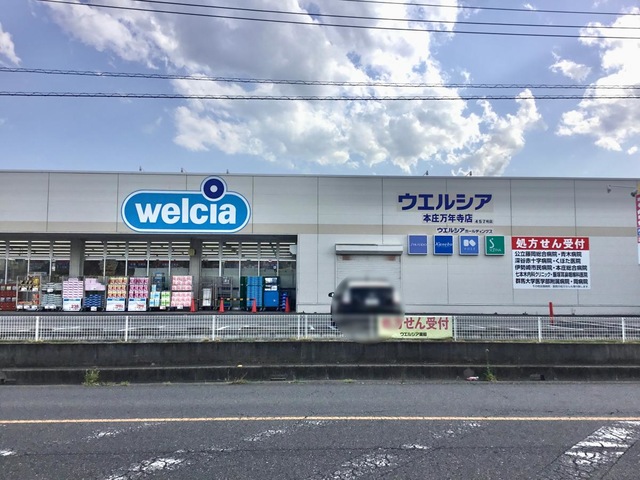 welcia
ウエルシア
本庄万年寺店
ウエルシアホールディングス
処方せん受付
公立藤岡総合病院・青木病院
深谷赤十字病院・くぼた医院
伊勢崎市民病院・本庄総合病院
群馬大学医学部附属病院・岡病院
処方せん受付
ウエルシア薬局